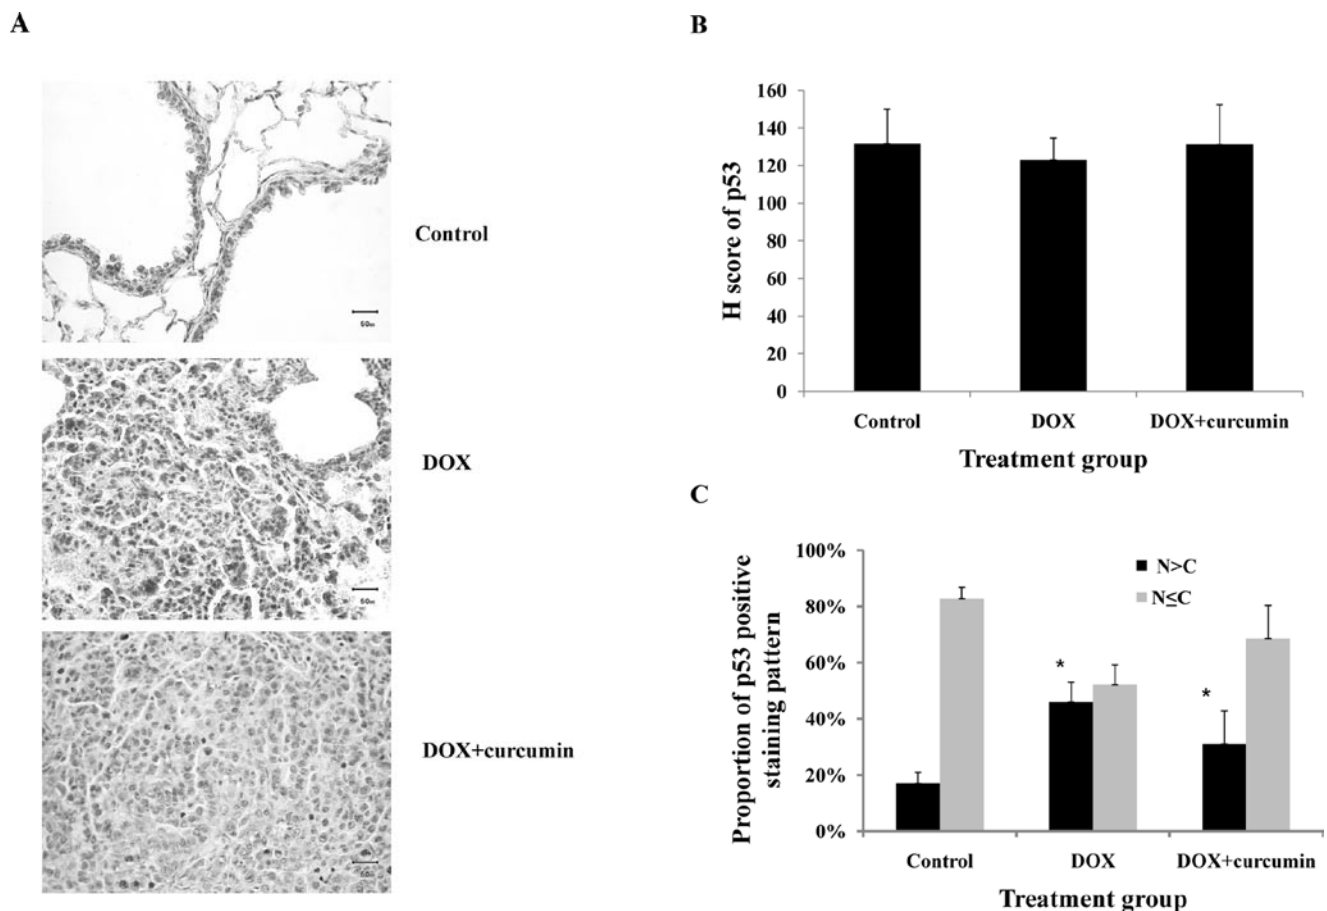 A
Control
DOX
DOX+curcumin
B
H score of p53
160
140
120
100
80
60
40
20
0
Control DOX DOX+curcumin
Treatment group
C
Proportion of p53 positive
staining pattern
100%
80%
60%
40%
20%
0%
N>C
N≤C
*
*
Control DOX DOX+curcumin
Treatment group